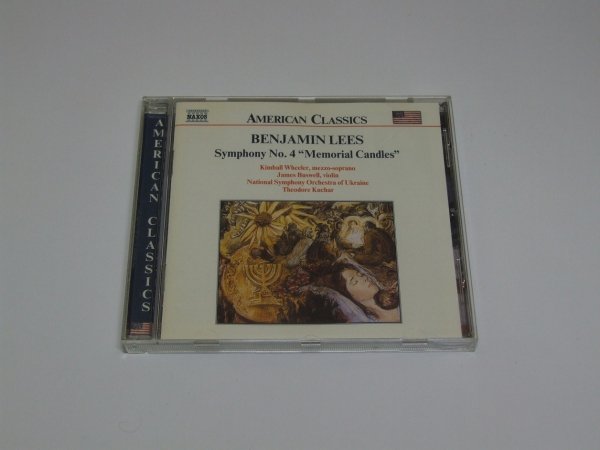 NAXOS
AMERICAN CLASSICS
BENJAMIN LEES
Symphony No. 4 “Memorial Candles”
Kimball Wheeler, mezzo-soprano
James Buswell, violin
National Symphony Orchestra of Ukraine
Theodore Kuchar
AMERICAN CLASSICS